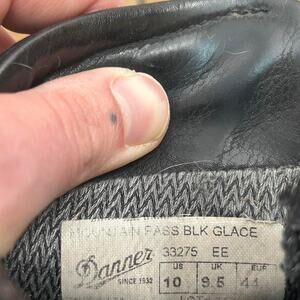 MOUNTAIN PASS BLK GLACE
33275 EE
Danner
SINCE 1932
US UK EUR
10 9.5 44